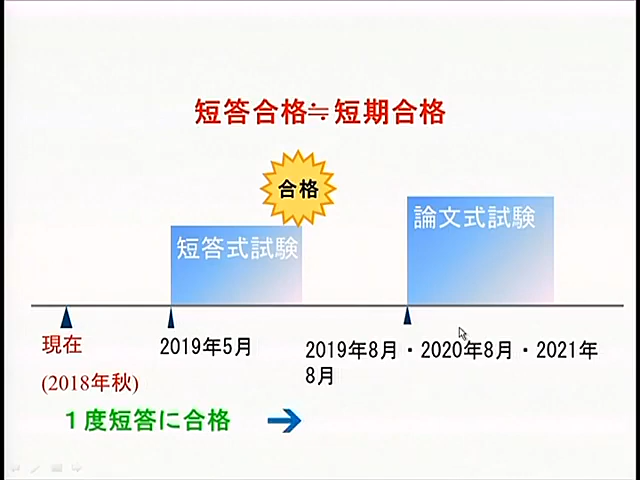 短答合格≒短期合格
合格
論文式試験
短答式試験
現在
(2018年秋)
2019年5月
2019年8月・2020年8月・2021年
8月
1度短答に合格